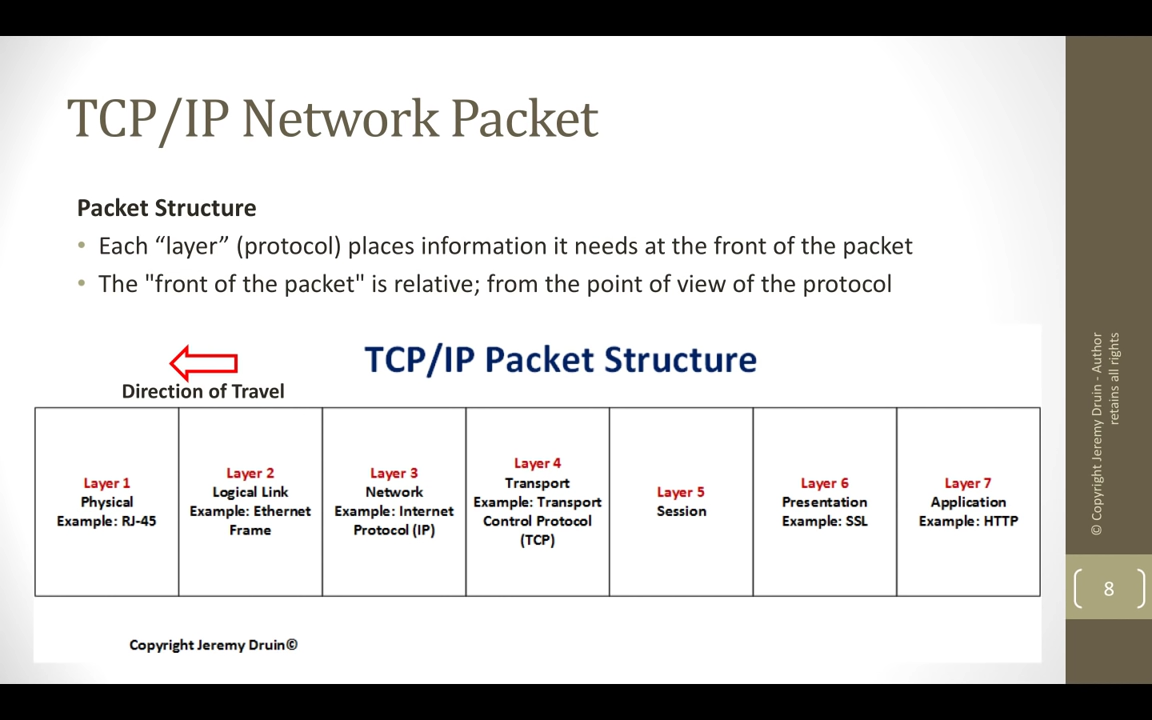 TCP/IP Network Packet
Packet Structure
• Each “layer” (protocol) places information it needs at the front of the packet
• The "front of the packet" is relative; from the point of view of the protocol
TCP/IP Packet Structure
Direction of Travel
Layer 1
Physical
Example: RJ-45
Layer 2
Logical Link
Example: Ethernet
Frame
Layer 3
Network
Example: Internet
Protocol (IP)
Layer 4
Transport
Example: Transport
Control Protocol
(TCP)
Layer 5
Session
Layer 6
Presentation
Example: SSL
Layer 7
Application
Example: HTTP
Copyright Jeremy Druin©
© Copyright Jeremy Druin - Author
retains all rights
8